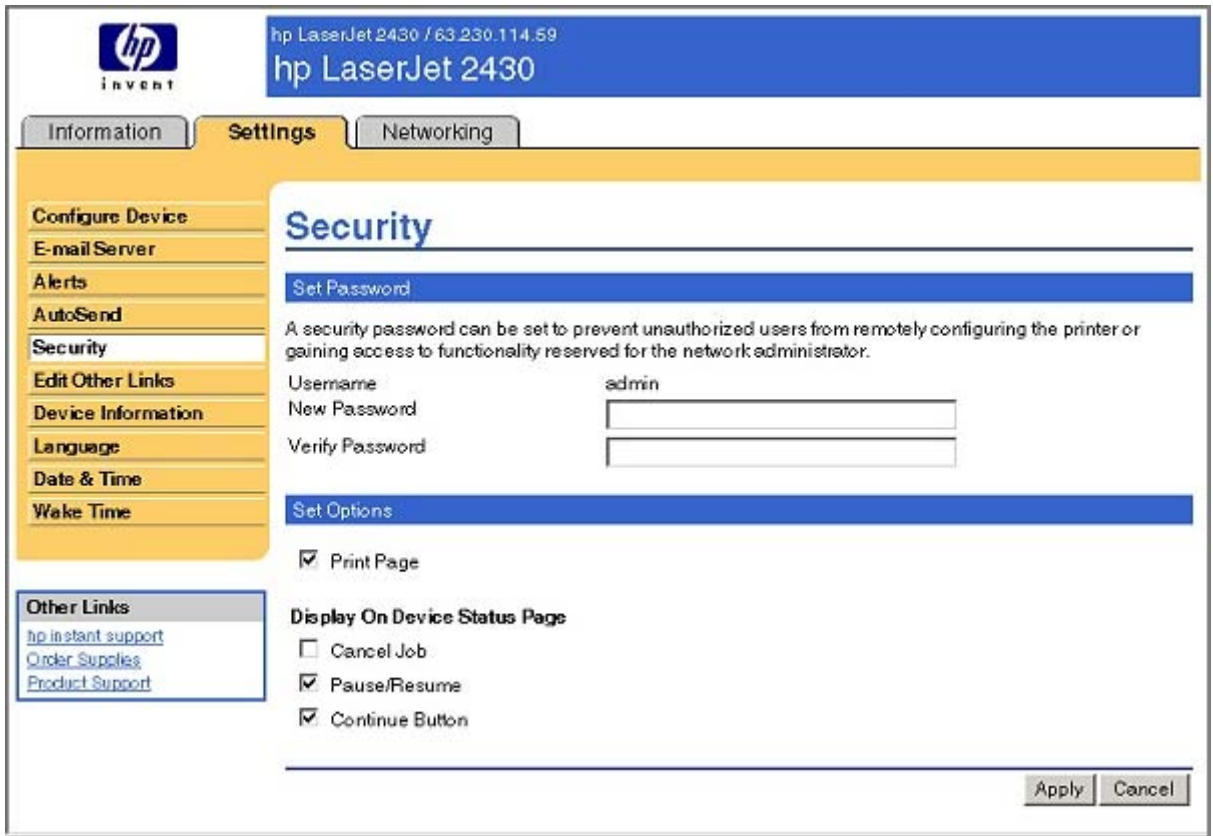 hp
invent
hp LaserJet 2430 / 63.230.114.59
hp LaserJet 2430
Information
Settings
Networking
Configure Device
E-mail Server
Alerts
AutoSend
Security
Edit Other Links
Device Information
Language
Date & Time
Wake Time
Other Links
hp instant support
Order Supplies
Product Support
Security
Set Password
A security password can be set to prevent unauthorized users from remotely configuring the printer or
gaining access to functionality reserved for the network administrator.
Username admin
New Password
Verify Password
Set Options
Print Page
Display On Device Status Page
Cancel Job
Pause/Resume
Continue Button
Apply Cancel